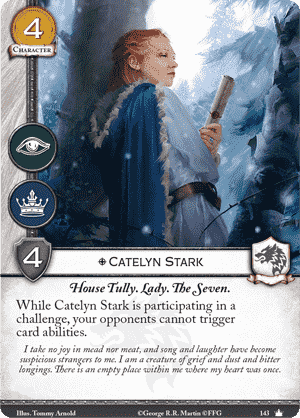 4
CHARACTER
4
CATELYN STARK
House Tully. Lady. The Seven.
While Catelyn Stark is participating in a
challenge, your opponents cannot trigger
card abilities.
I take no joy in mead nor meat, and song and laughter have become
suspicious strangers to me. I am a creature of grief and dust and bitter
longings. There is an empty place within me where my heart was once.
Illus. Tommy Arnold
©George R.R. Martin ©FFG
143